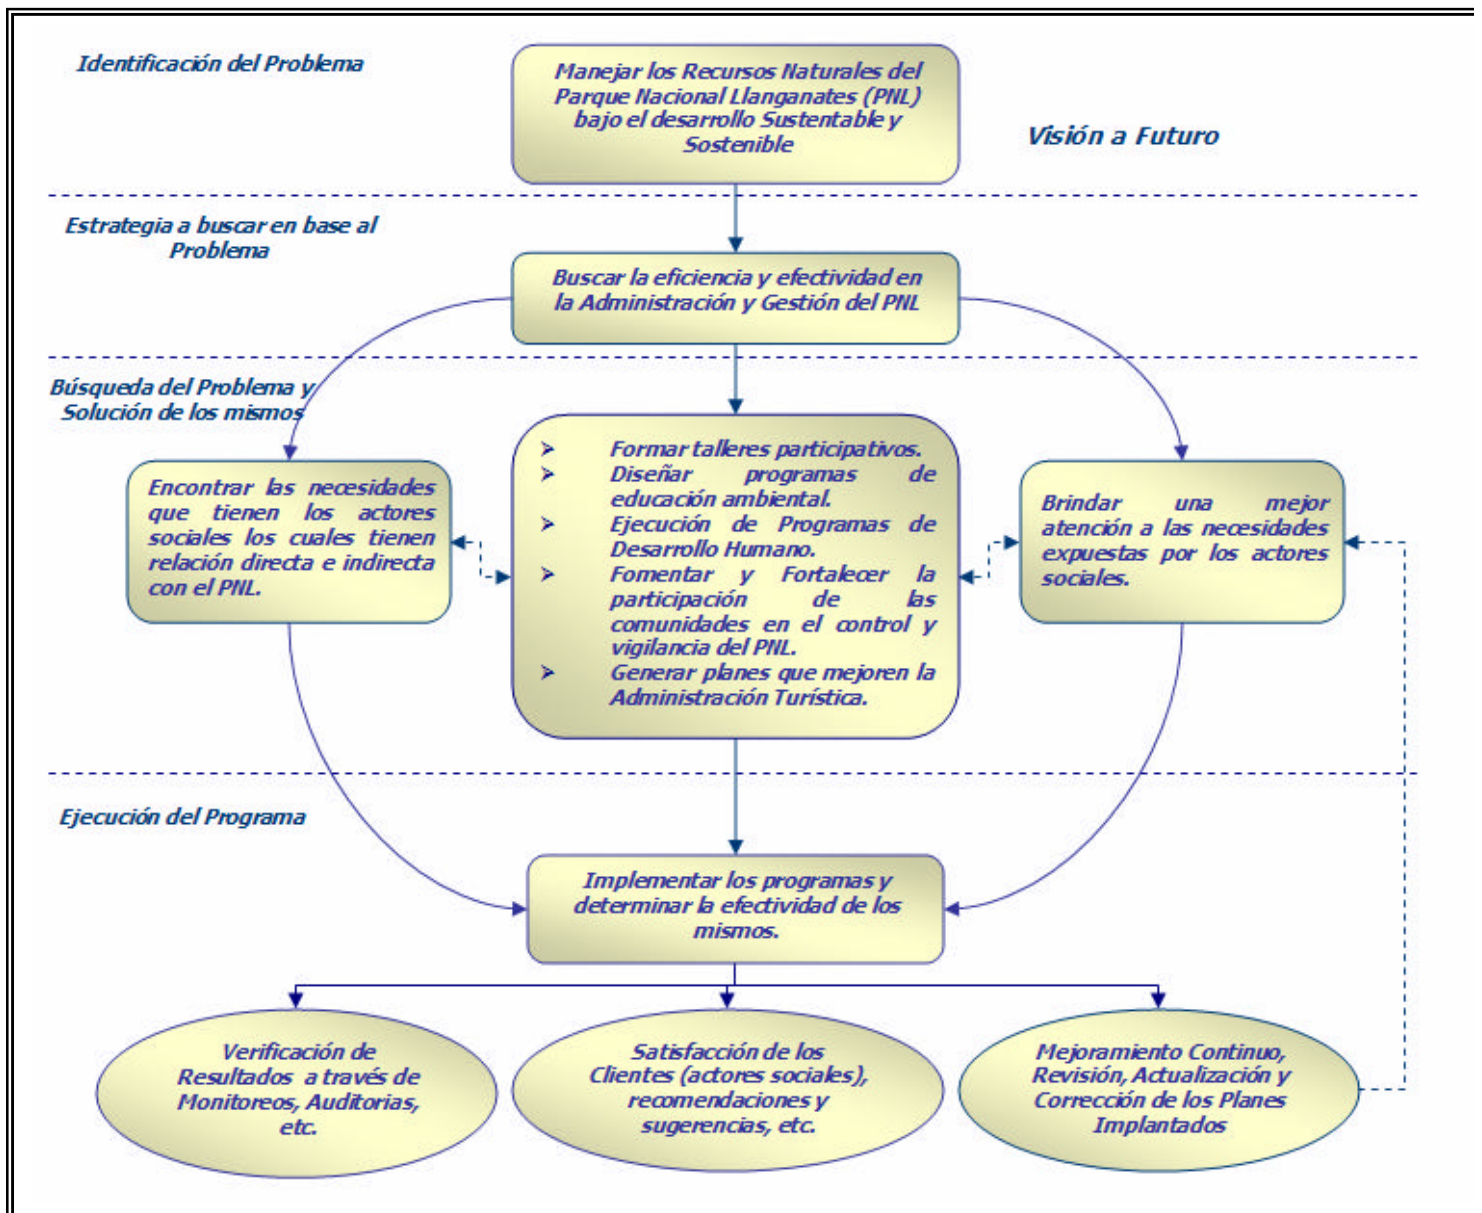 Identificación del Problema
Manejar los Recursos Naturales del
Parque Nacional Llanganates (PNL)
bajo el desarrollo Sustentable y
Sostenible
Visión a Futuro
Estrategia a buscar en base al
Problema
Buscar la eficiencia y efectividad en
la Administración y Gestión del PNL
Búsqueda del Problema y
Solución de los mismos
Encontrar las necesidades
que tienen los actores
sociales los cuales tienen
relación directa e indirecta
con el PNL.
➢ Formar talleres participativos.
➢ Diseñar programas de
educación ambiental.
➢ Ejecución de Programas de
Desarrollo Humano.
➢ Fomentar y Fortalecer la
participación de las
comunidades en el control y
vigilancia del PNL.
➢ Generar planes que mejoren la
Administración Turística.
Brindar una mejor
atención a las necesidades
expuestas por los actores
sociales.
Ejecución del Programa
Implementar los programas y
determinar la efectividad de los
mismos.
Verificación de
Resultados a través de
Monitoreos, Auditorias,
etc.
Satisfacción de los
Clientes (actores sociales),
recomendaciones y
sugerencias, etc.
Mejoramiento Continuo,
Revisión, Actualización y
Corrección de los Planes
Implantados